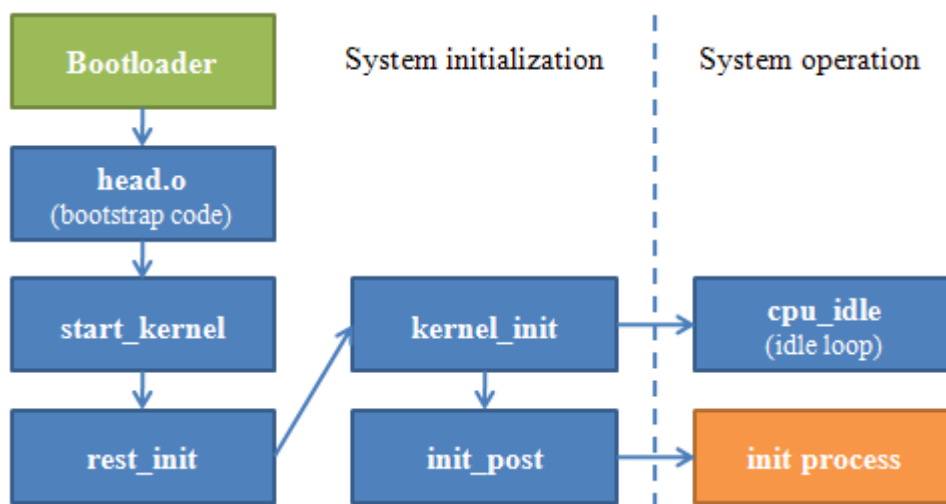 Bootloader
System initialization
System operation
head.o
(bootstrap code)
start_kernel
kernel_init
cpu_idle
(idle loop)
rest_init
init_post
init process